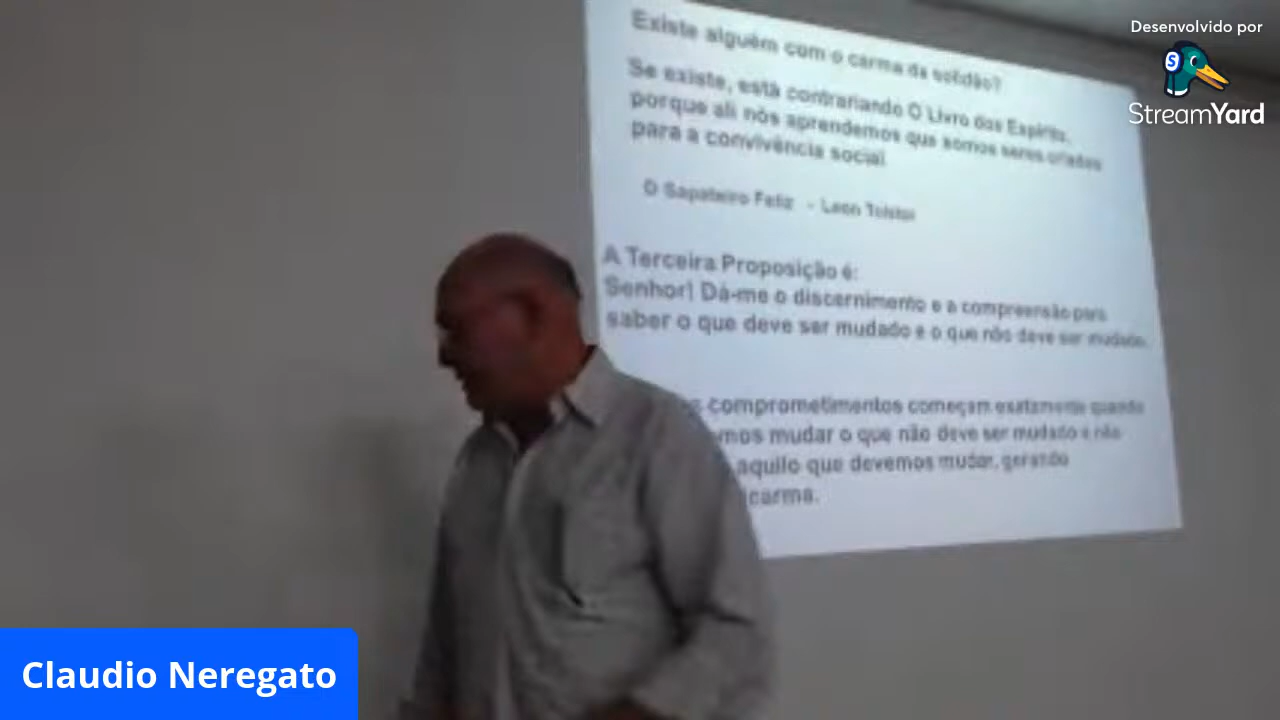 Desenvolvido por
StreamYard
Existe alguém com o carma da solidão?
Se existe, está contrariando O Livro dos Espírito,
porque ali nós aprendemos que somos seres criados
para a convivência social
O Sapateiro Feliz - Leon Tolstoi
A Terceira Proposição é:
Senhor! Dá-me o discernimento e a compreensão para
saber o que deve ser mudado e o que não deve ser mudado.
comprometimentos começam exatamente quando
mudar o que não deve ser mudado e não
aquilo que devemos mudar, gerando
carma.
Claudio Neregato